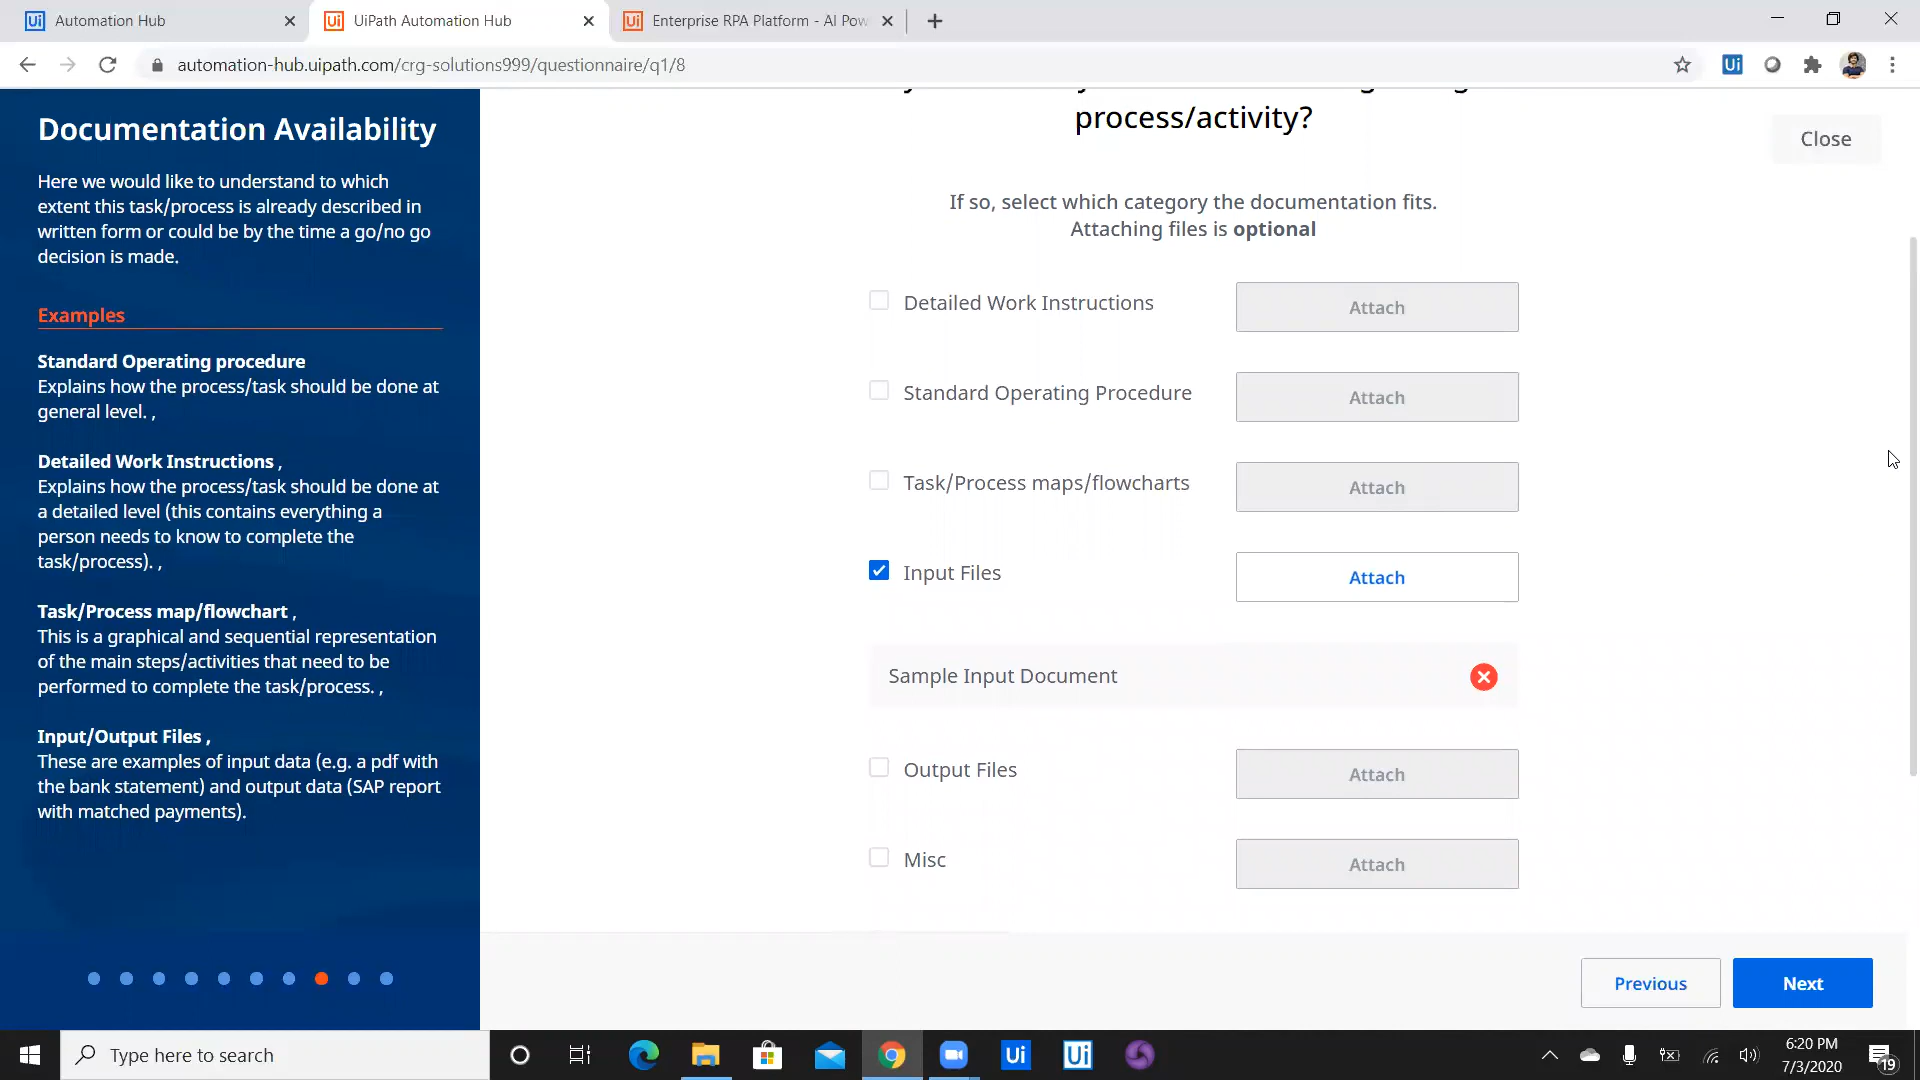 Automation Hub
UiPath Automation Hub
Enterprise RPA Platform - AI Pow
automation-hub.uipath.com/crg-solutions999/questionnaire/q1/8
Documentation Availability
Here we would like to understand to which
extent this task/process is already described in
written form or could be by the time a go/no go
decision is made.
Examples
Standard Operating procedure
Explains how the process/task should be done at
general level. ,
Detailed Work Instructions ,
Explains how the process/task should be done at
a detailed level (this contains everything a
person needs to know to complete the
task/process). ,
Task/Process map/flowchart ,
This is a graphical and sequential representation
of the main steps/activities that need to be
performed to complete the task/process. ,
Input/Output Files ,
These are examples of input data (e.g. a pdf with
the bank statement) and output data (SAP report
with matched payments).
process/activity?
Close
If so, select which category the documentation fits.
Attaching files is optional
Detailed Work Instructions
Attach
Standard Operating Procedure
Attach
Task/Process maps/flowcharts
Attach
Input Files
Attach
Sample Input Document
Output Files
Attach
Misc
Attach
Previous
Next
Type here to search
6:20 PM
7/3/2020
19